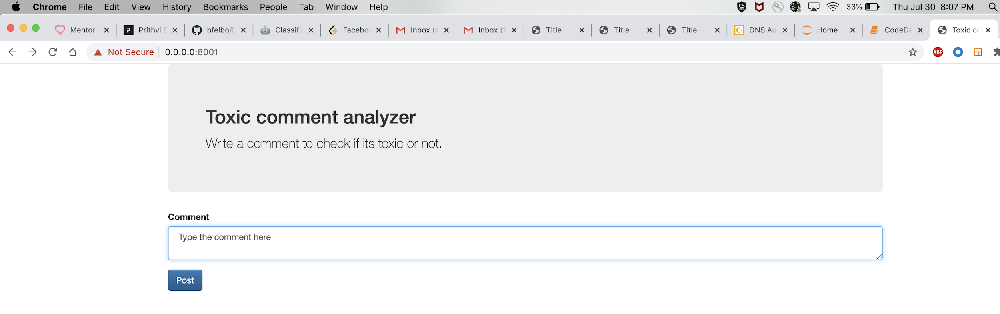 Chrome File Edit View History Bookmarks People Tab Window Help 33% Thu Jul 30 8:07 PM
Mentor Prithvi S bfelbo/D Classific Facebo Inbox (4 Inbox (1 Title Title Title DNS Au Home CodeDa Toxic co
Not Secure 0.0.0.0:8001 ABP
Toxic comment analyzer
Write a comment to check if its toxic or not.
Comment
Type the comment here
Post